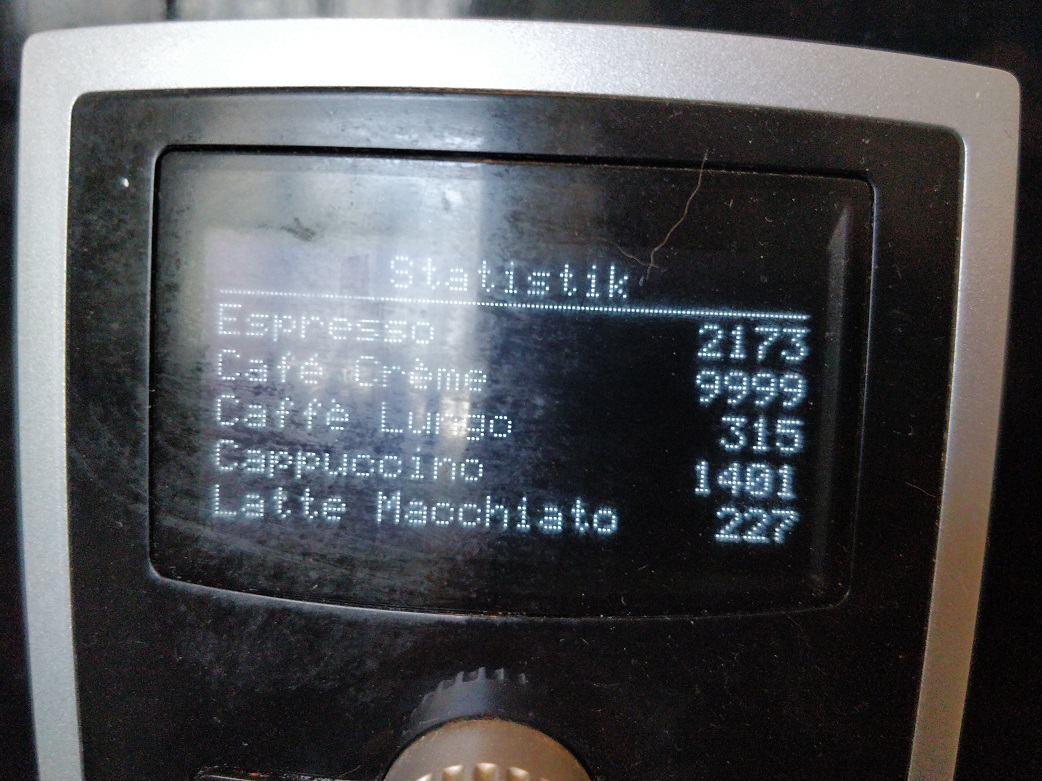 Statistik
Espresso 2173
Café Crème 9999
Caffè Lungo 315
Cappuccino 1401
Latte Macchiato 227